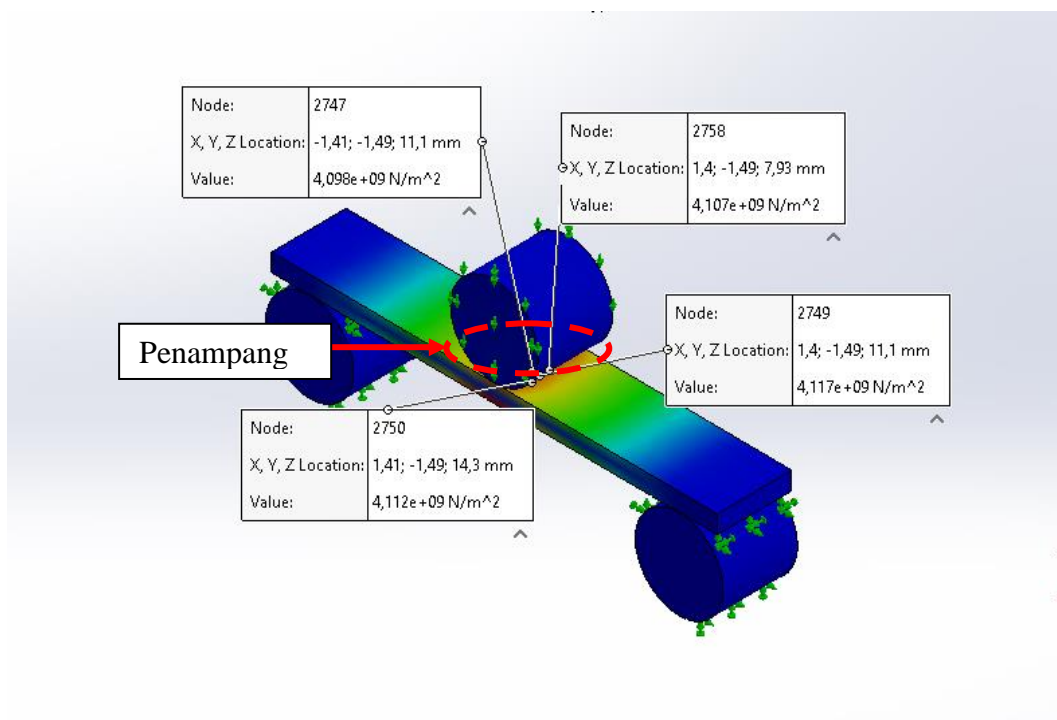 Node: 2747
X, Y, Z Location: -1,41; -1,49; 11,1 mm
Value: 4,098e+09 N/m^2
Node: 2758
X, Y, Z Location: 1,4; -1,49; 7,93 mm
Value: 4,107e+09 N/m^2
Node: 2749
X, Y, Z Location: 1,4; -1,49; 11,1 mm
Value: 4,117e+09 N/m^2
Penampang
Node: 2750
X, Y, Z Location: 1,41; -1,49; 14,3 mm
Value: 4,112e+09 N/m^2